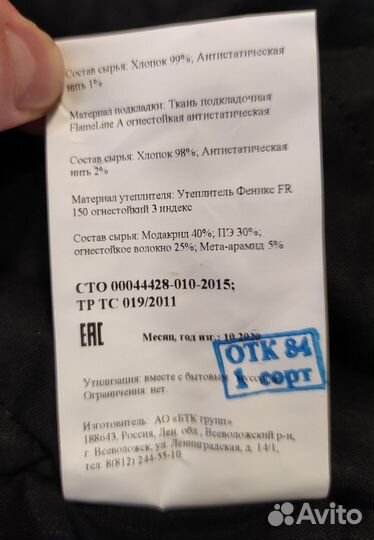 Состав сырья: Хлопок 99%, Антистатическая
нить 1%
Материал подкладки: Ткань подкладочная
FlameLine A огнестойкая антистатическая
Состав сырья: Хлопок 98%, Антистатическая
нить 2%
Материал утеплителя: Утеплитель Феникс FR
150 огнестойкий 3 индекс
Состав сырья: Модакрил 40%; ПЭ 30%;
огнестойкое волокно 25%; Мета-арамид 5%
СТО 00044428-010-2015;
ТР ТС 019/2011
EAC
Месяц, год изг.: 10.2020
ОТК 84
1 сорт
Утилизация: вместе с бытовым мусором
Ограничения: нет.
Изготовитель: АО «БТК групп»
188643, Россия, Лен. обл., Всеволожский р-н,
г. Всеволожск, ул. Ленинградская, д. 14/1,
тел. 8(812) 244-55-10
Avito